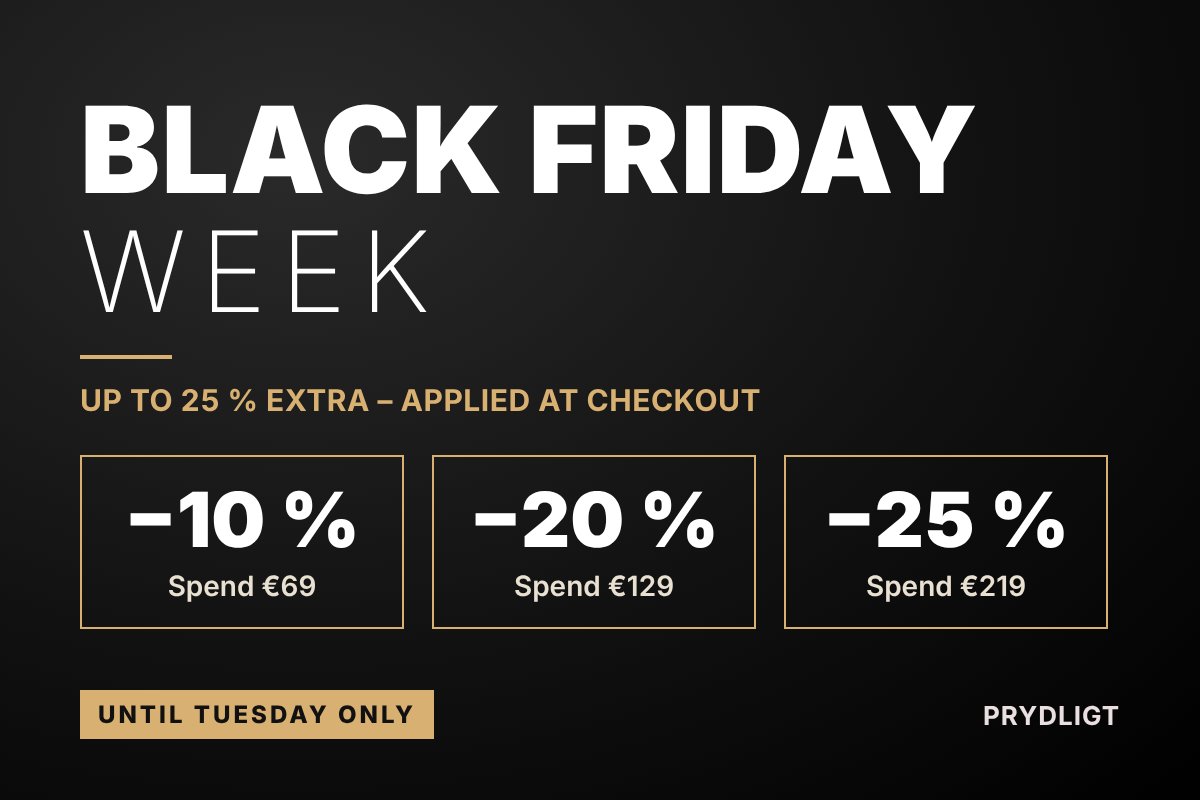 BLACK FRIDAY
WEEK
UP TO 25 % EXTRA – APPLIED AT CHECKOUT
–10 %
Spend €69
–20 %
Spend €129
–25 %
Spend €219
UNTIL TUESDAY ONLY
PRYDLIGT